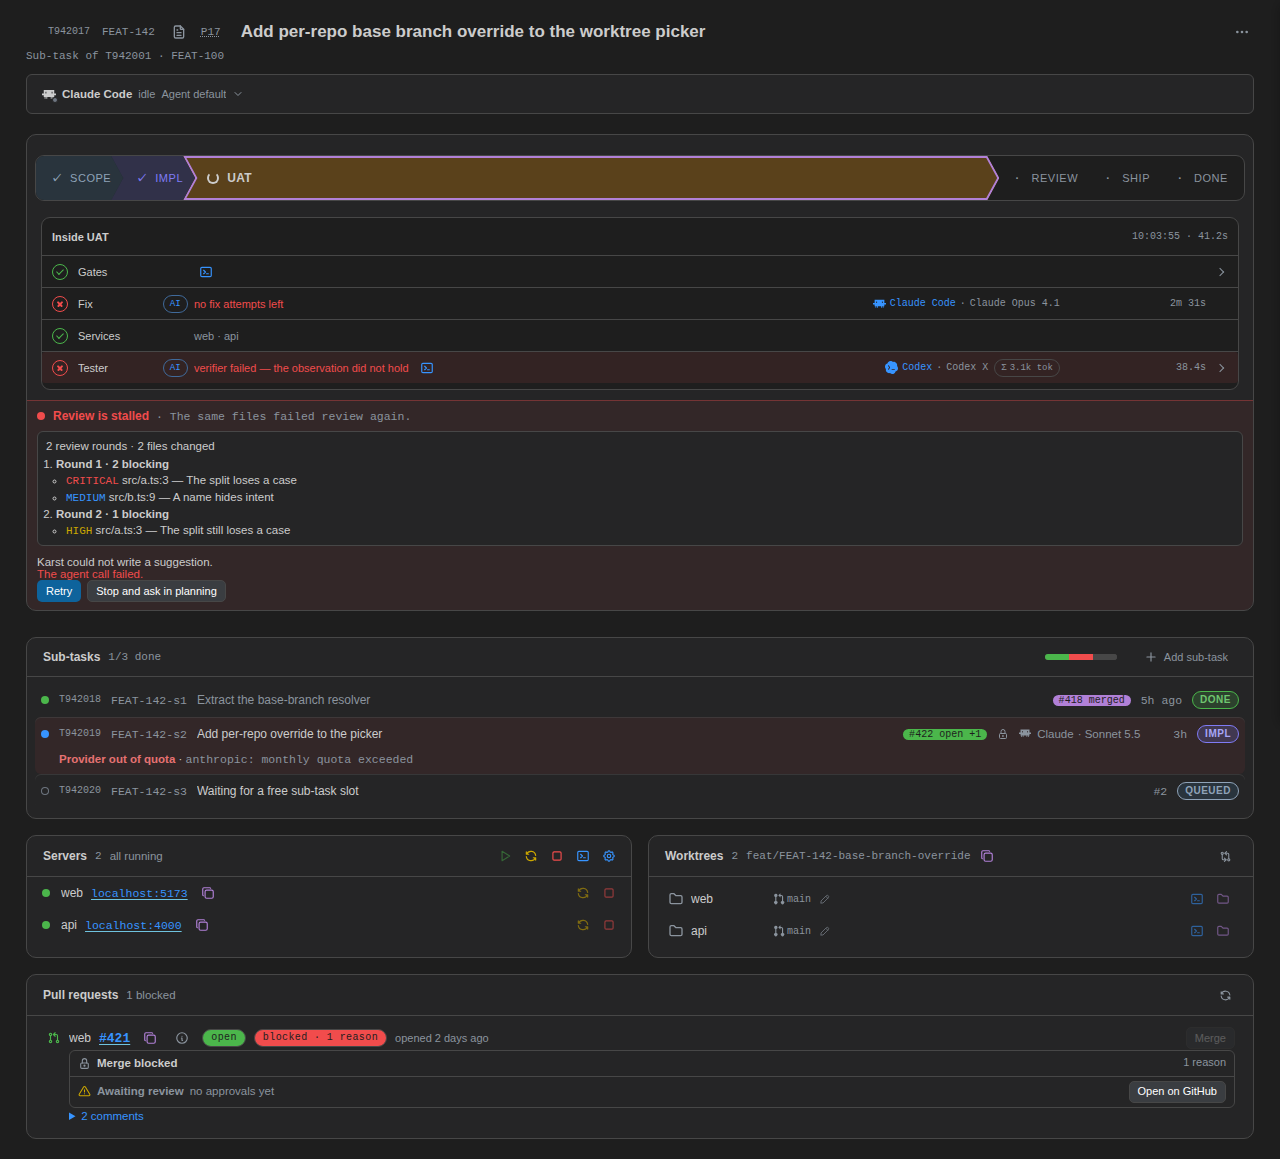 T942017 FEAT-142 P17 Add per-repo base branch override to the worktree picker
Sub-task of T942001 · FEAT-100
Claude Code idle Agent default
SCOPE IMPL UAT · REVIEW · SHIP · DONE
Inside UAT 10:03:55 · 41.2s
Gates
Fix AI no fix attempts left Claude Code · Claude Opus 4.1 2m 31s
Services web · api
Tester AI verifier failed — the observation did not hold Codex · Codex X Σ 3.1k tok 38.4s
Review is stalled · The same files failed review again.
2 review rounds · 2 files changed
1. Round 1 · 2 blocking
CRITICAL src/a.ts:3 — The split loses a case
MEDIUM src/b.ts:9 — A name hides intent
2. Round 2 · 1 blocking
HIGH src/a.ts:3 — The split still loses a case
Karst could not write a suggestion.
The agent call failed.
Retry Stop and ask in planning
Sub-tasks 1/3 done Add sub-task
T942018 FEAT-142-s1 Extract the base-branch resolver #418 merged 5h ago DONE
T942019 FEAT-142-s2 Add per-repo override to the picker #422 open +1 Claude · Sonnet 5.5 3h IMPL
Provider out of quota · anthropic: monthly quota exceeded
T942020 FEAT-142-s3 Waiting for a free sub-task slot #2 QUEUED
Servers 2 all running
web localhost:5173
api localhost:4000
Worktrees 2 feat/FEAT-142-base-branch-override
web main
api main
Pull requests 1 blocked
web #421 open blocked · 1 reason opened 2 days ago Merge
Merge blocked 1 reason
Awaiting review no approvals yet Open on GitHub
2 comments